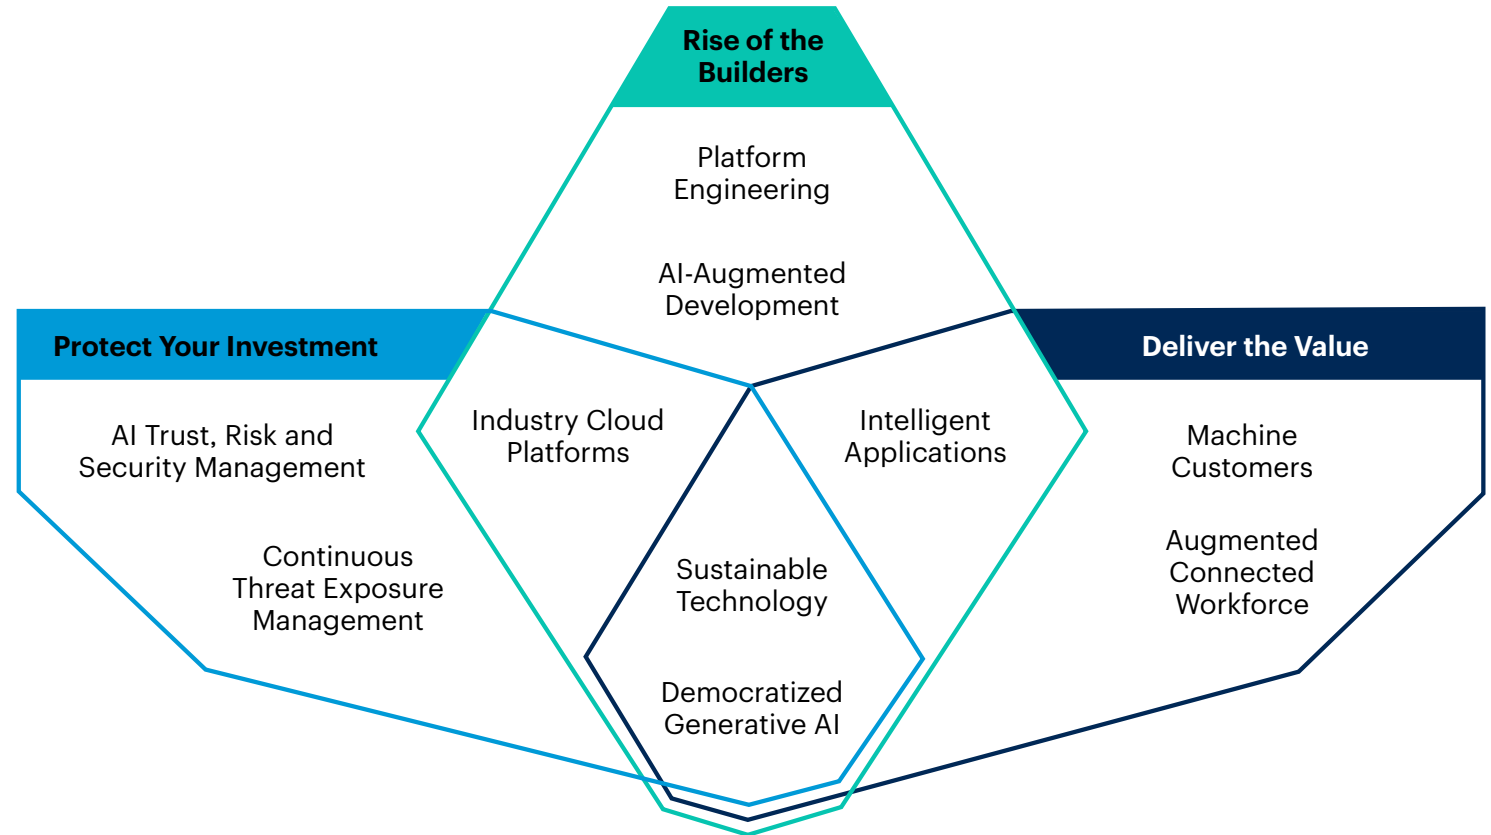 Rise of the
Builders
Platform
Engineering
AI-Augmented
Development
Protect Your Investment
Deliver the Value
AI Trust, Risk and
Security Management
Continuous
Threat Exposure
Management
Industry Cloud
Platforms
Intelligent
Applications
Machine
Customers
Augmented
Connected
Workforce
Sustainable
Technology
Democratized
Generative AI